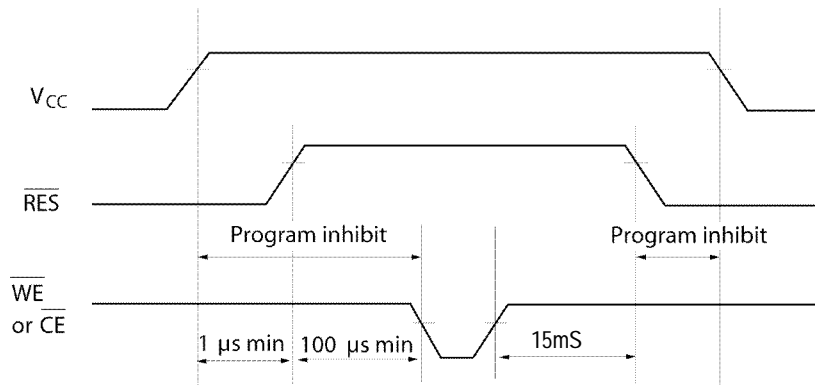 VCC
RES
Program inhibit
Program inhibit
WE
or CE
1 µs min
100 µs min
15mS